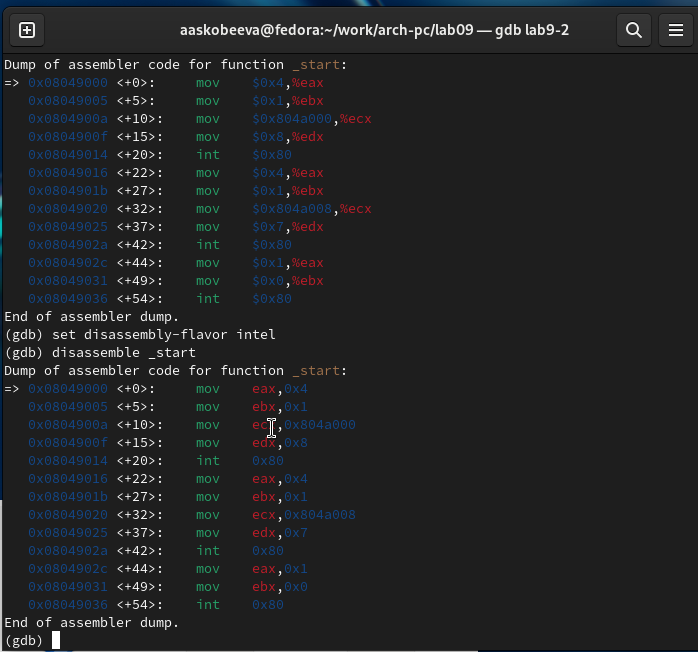 aaskobeeva@fedora:~/work/arch-pc/lab09 — gdb lab9-2
Dump of assembler code for function _start:
=> 0x08049000 <+0>:     mov    $0x4,%eax
   0x08049005 <+5>:     mov    $0x1,%ebx
   0x0804900a <+10>:    mov    $0x804a000,%ecx
   0x0804900f <+15>:    mov    $0x8,%edx
   0x08049014 <+20>:    int    $0x80
   0x08049016 <+22>:    mov    $0x4,%eax
   0x0804901b <+27>:    mov    $0x1,%ebx
   0x08049020 <+32>:    mov    $0x804a008,%ecx
   0x08049025 <+37>:    mov    $0x7,%edx
   0x0804902a <+42>:    int    $0x80
   0x0804902c <+44>:    mov    $0x1,%eax
   0x08049031 <+49>:    mov    $0x0,%ebx
   0x08049036 <+54>:    int    $0x80
End of assembler dump.
(gdb) set disassembly-flavor intel
(gdb) disassemble _start
Dump of assembler code for function _start:
=> 0x08049000 <+0>:     mov    eax,0x4
   0x08049005 <+5>:     mov    ebx,0x1
   0x0804900a <+10>:    mov    ecx,0x804a000
   0x0804900f <+15>:    mov    edx,0x8
   0x08049014 <+20>:    int    0x80
   0x08049016 <+22>:    mov    eax,0x4
   0x0804901b <+27>:    mov    ebx,0x1
   0x08049020 <+32>:    mov    ecx,0x804a008
   0x08049025 <+37>:    mov    edx,0x7
   0x0804902a <+42>:    int    0x80
   0x0804902c <+44>:    mov    eax,0x1
   0x08049031 <+49>:    mov    ebx,0x0
   0x08049036 <+54>:    int    0x80
End of assembler dump.
(gdb)